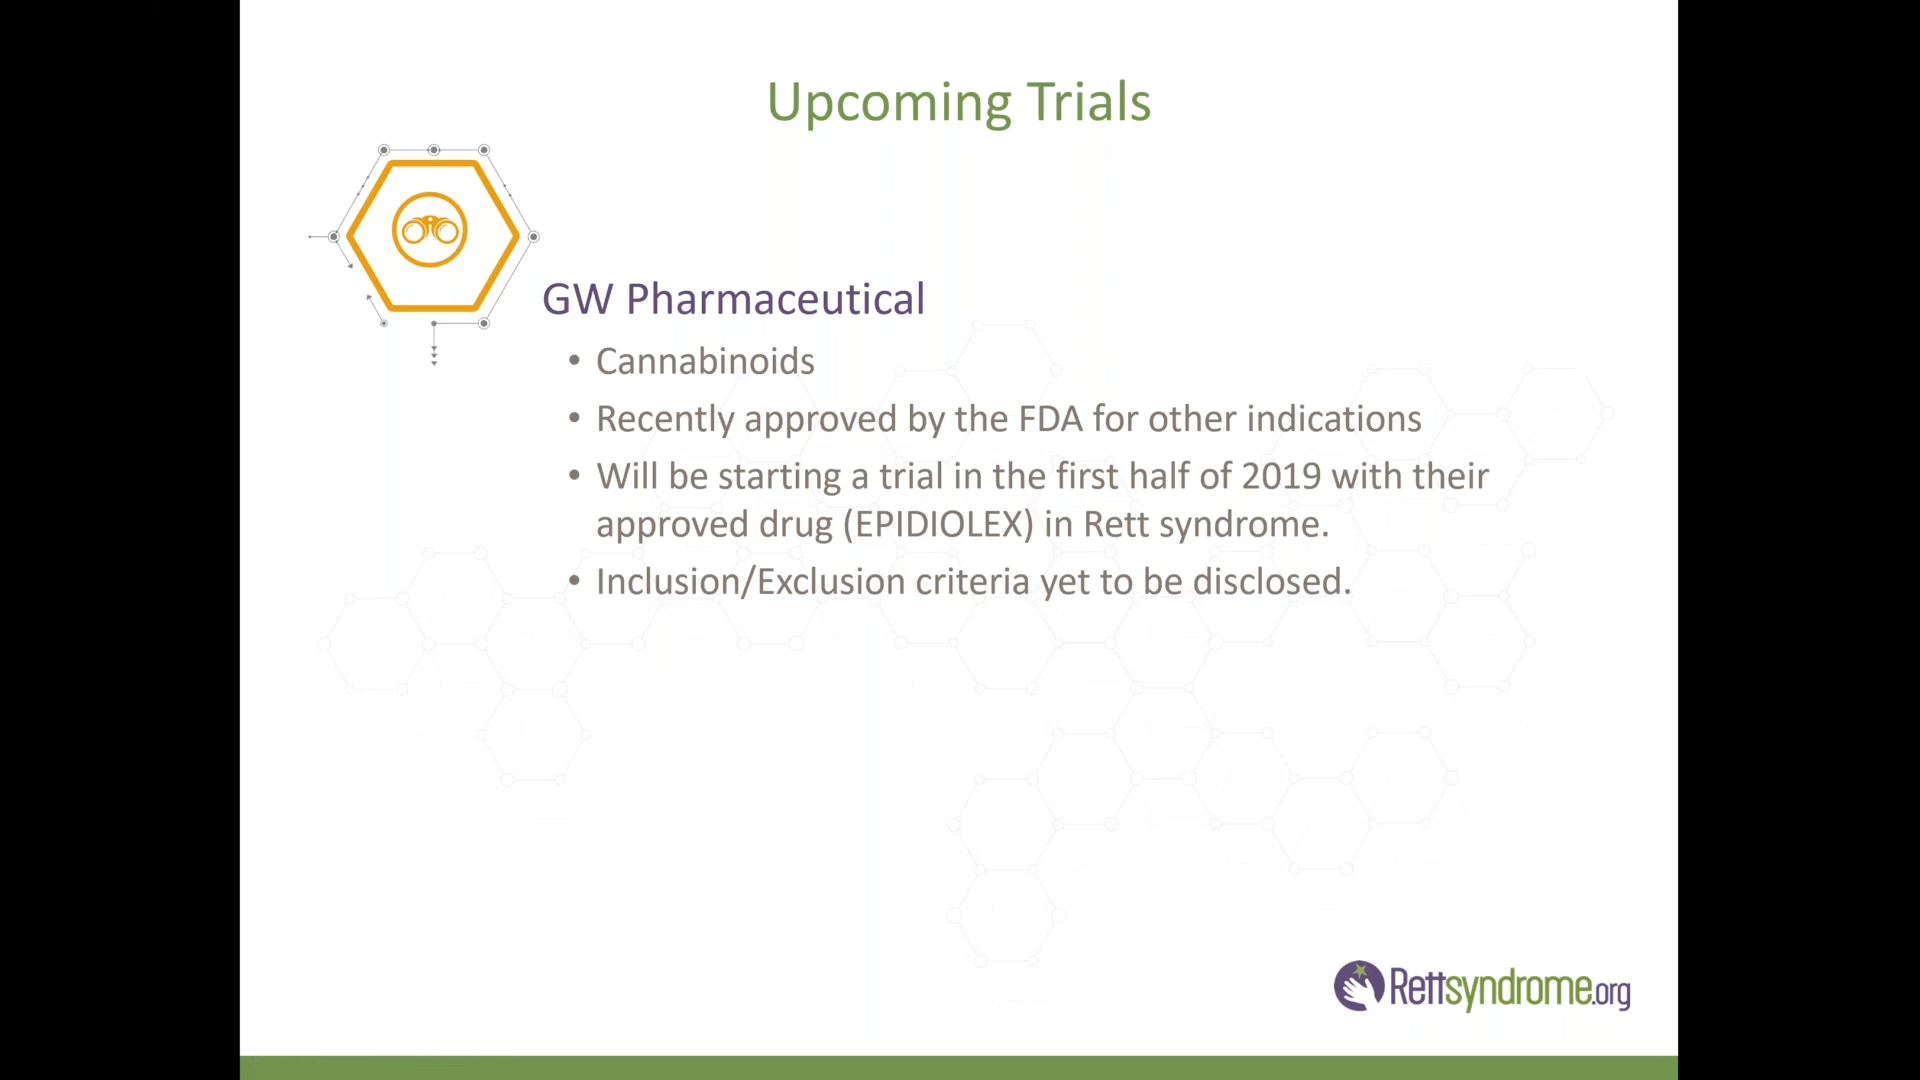 Upcoming Trials
GW Pharmaceutical
• Cannabinoids
• Recently approved by the FDA for other indications
• Will be starting a trial in the first half of 2019 with their
approved drug (EPIDIOLEX) in Rett syndrome.
• Inclusion/Exclusion criteria yet to be disclosed.
Rettsyndrome.org